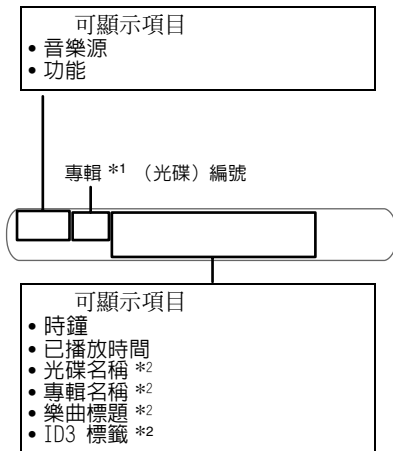 可顯示項目
• 音樂源
• 功能
專輯 *1 （光碟）編號
可顯示項目
• 時鐘
• 已播放時間
• 光碟名稱 *2
• 專輯名稱 *2
• 樂曲標題 *2
• ID3 標籤 *2